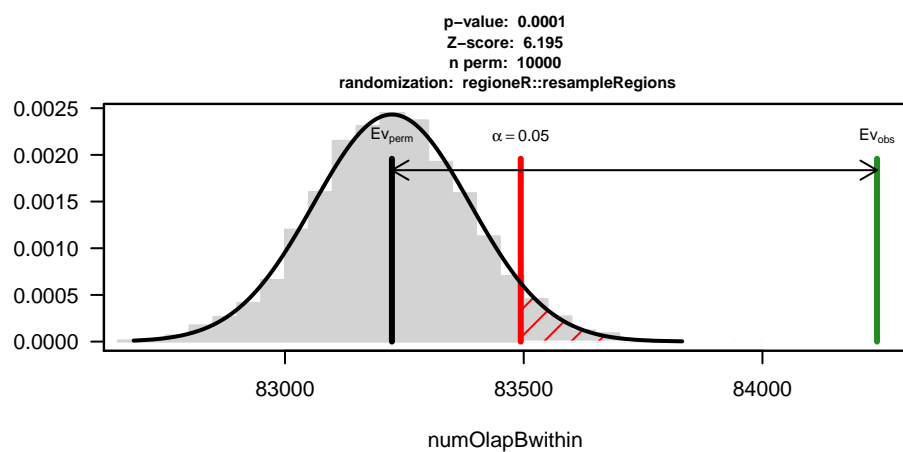 p−value: 0.0001
Z−score: 6.195
n perm: 10000
randomization: regioneR::resampleRegions
0.0025
0.0020
0.0015
0.0010
0.0005
0.0000
Evperm
α = 0.05
Evobs
83000
83500
84000
numOlapBwithin